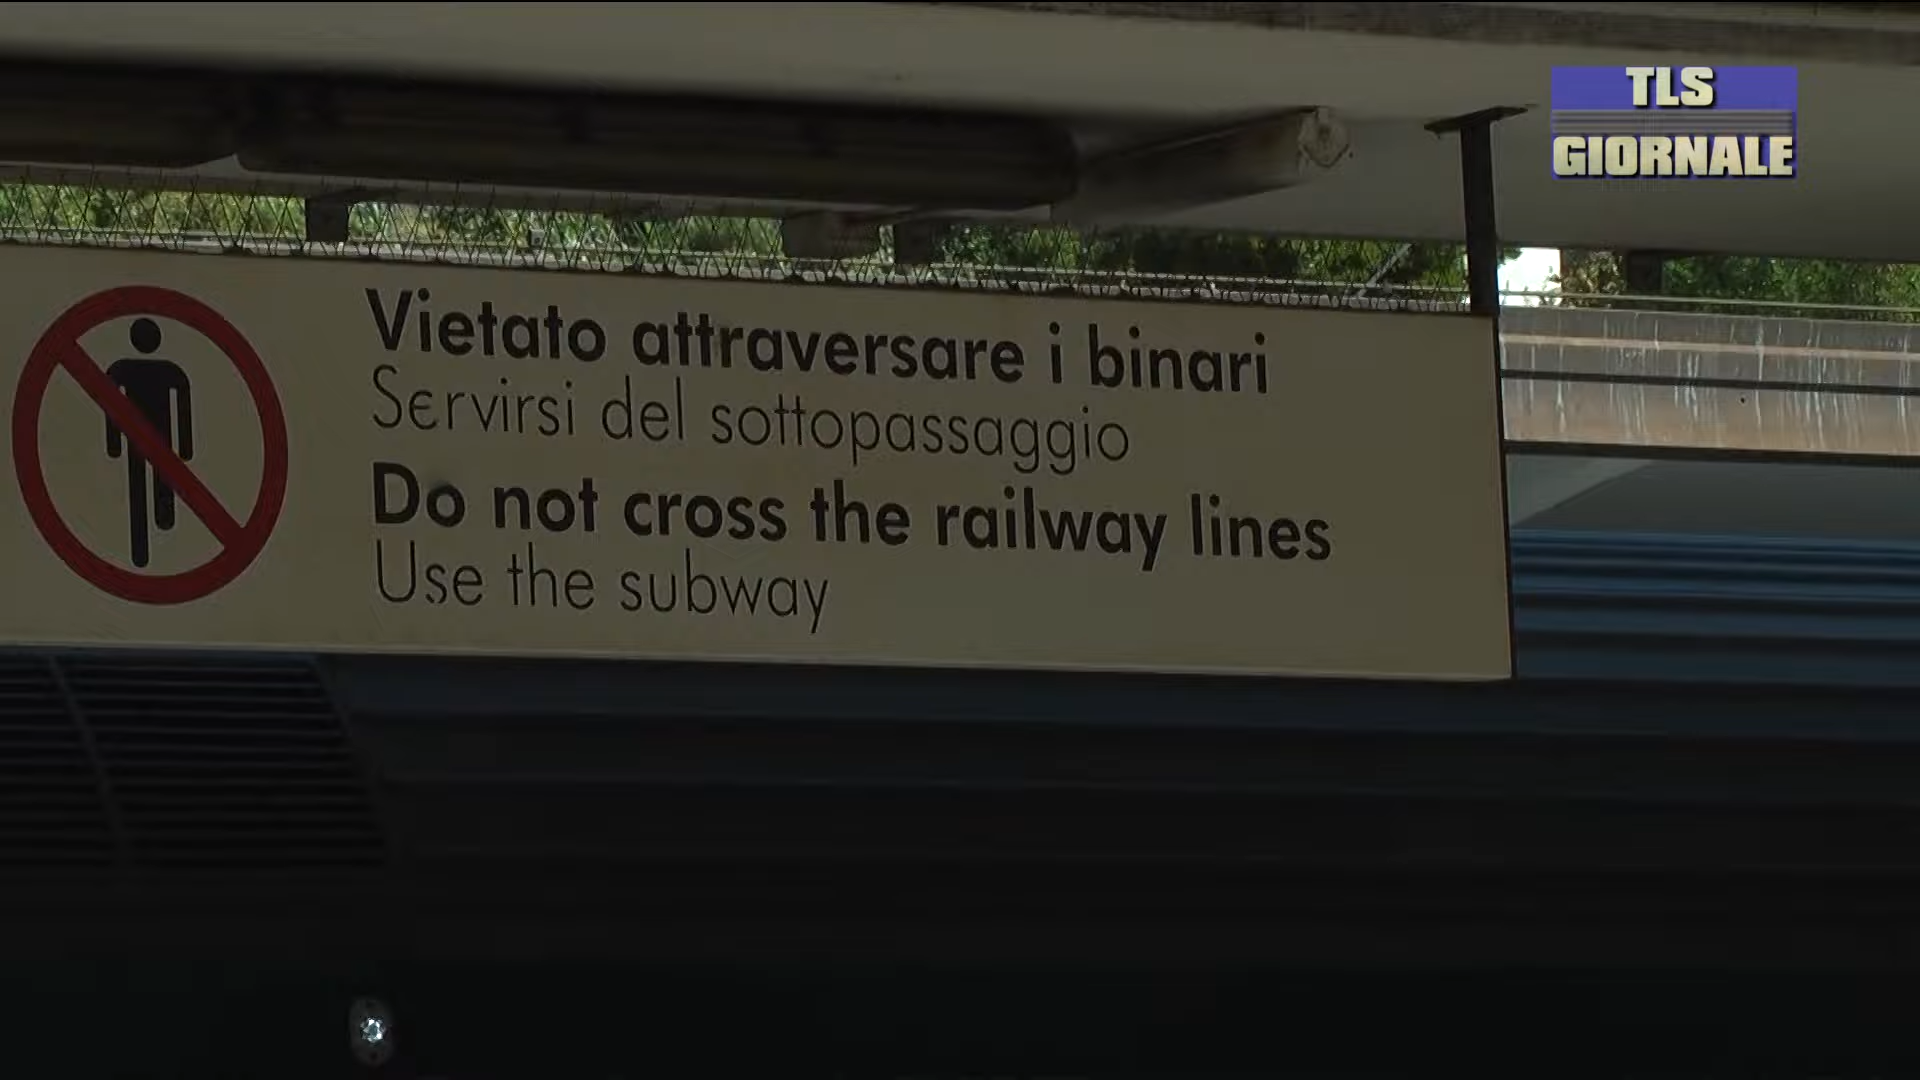 TLS
GIORNALE
Vietato attraversare i binari
Servirsi del sottopassaggio
Do not cross the railway lines
Use the subway